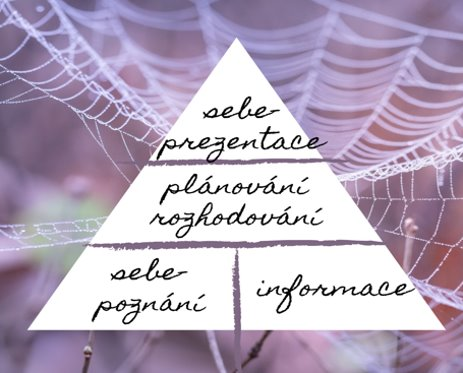 sebe-
prezentace
plánování
rozhodování
sebe-
poznání
informace